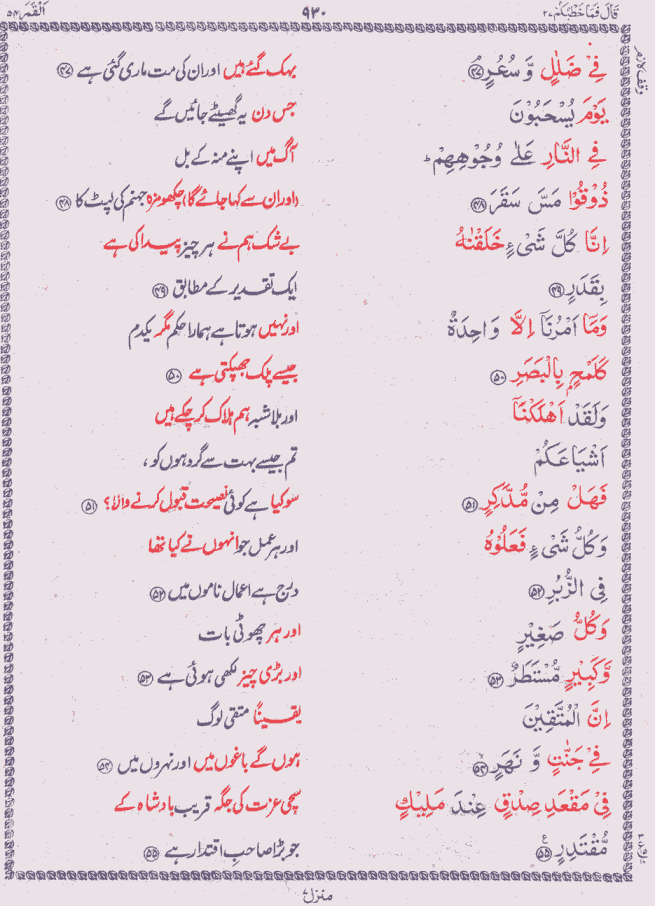 قَالَ فَمَا خَطْبُكُمْ ٢٧ ٩٣٠ اَلْقَمَر ٥٤
وقف لازم
فِيْ ضَلٰلٍ وَّ سُعُرٍ ﴿٤٧﴾ بہک گئے ہیں اور ان کی مت ماری گئی ہے ﴿٤٧﴾
يَوْمَ يُسْحَبُوْنَ جس دن یہ گھسیٹے جائیں گے
فِي النَّارِ عَلٰى وُجُوْهِهِمْ ؕ آگ میں اپنے منہ کے بل
ذُوْقُوْا مَسَّ سَقَرَ ﴿٤٨﴾ (اور ان سے کہا جائے گا) چکھو مزہ جہنم کی لپٹ کا ﴿٤٨﴾
اِنَّا كُلَّ شَيْءٍ خَلَقْنٰهُ بے شک ہم نے ہر چیز پیدا کی ہے
بِقَدَرٍ ﴿٤٩﴾ ایک تقدیر کے مطابق ﴿٤٩﴾
وَمَآ اَمْرُنَآ اِلَّا وَاحِدَةٌ اور نہیں ہوتا ہے ہمارا حکم مگر یکدم
كَلَمْحٍۭ بِالْبَصَرِ ﴿٥٠﴾ جیسے پلک جھپکتی ہے ﴿٥٠﴾
وَلَقَدْ اَهْلَكْنَآ اور بلاشبہ ہم ہلاک کر چکے ہیں
اَشْيَاعَكُمْ تم جیسے بہت سے گروہوں کو،
فَهَلْ مِنْ مُّدَّكِرٍ ﴿٥١﴾ سو کیا ہے کوئی نصیحت قبول کرنے والا؟ ﴿٥١﴾
وَكُلُّ شَيْءٍ فَعَلُوْهُ اور ہر عمل جو انہوں نے کیا تھا
فِي الزُّبُرِ ﴿٥٢﴾ درج ہے اعمال ناموں میں ﴿٥٢﴾
وَكُلُّ صَغِيْرٍ اور ہر چھوٹی بات
وَّكَبِيْرٍ مُّسْتَطَرٌ ﴿٥٣﴾ اور بڑی چیز لکھی ہوئی ہے ﴿٥٣﴾
اِنَّ الْمُتَّقِيْنَ یقیناً متقی لوگ
فِيْ جَنّٰتٍ وَّ نَهَرٍ ﴿٥٤﴾ ہوں گے باغوں میں اور نہروں میں ﴿٥٤﴾
فِيْ مَقْعَدِ صِدْقٍ عِنْدَ مَلِيْكٍ سچی عزت کی جگہ قریب بادشاہ کے
مُّقْتَدِرٍ ﴿٥٥﴾ ع جو بڑا صاحب اقتدار ہے ﴿٥٥﴾
منزل ٧